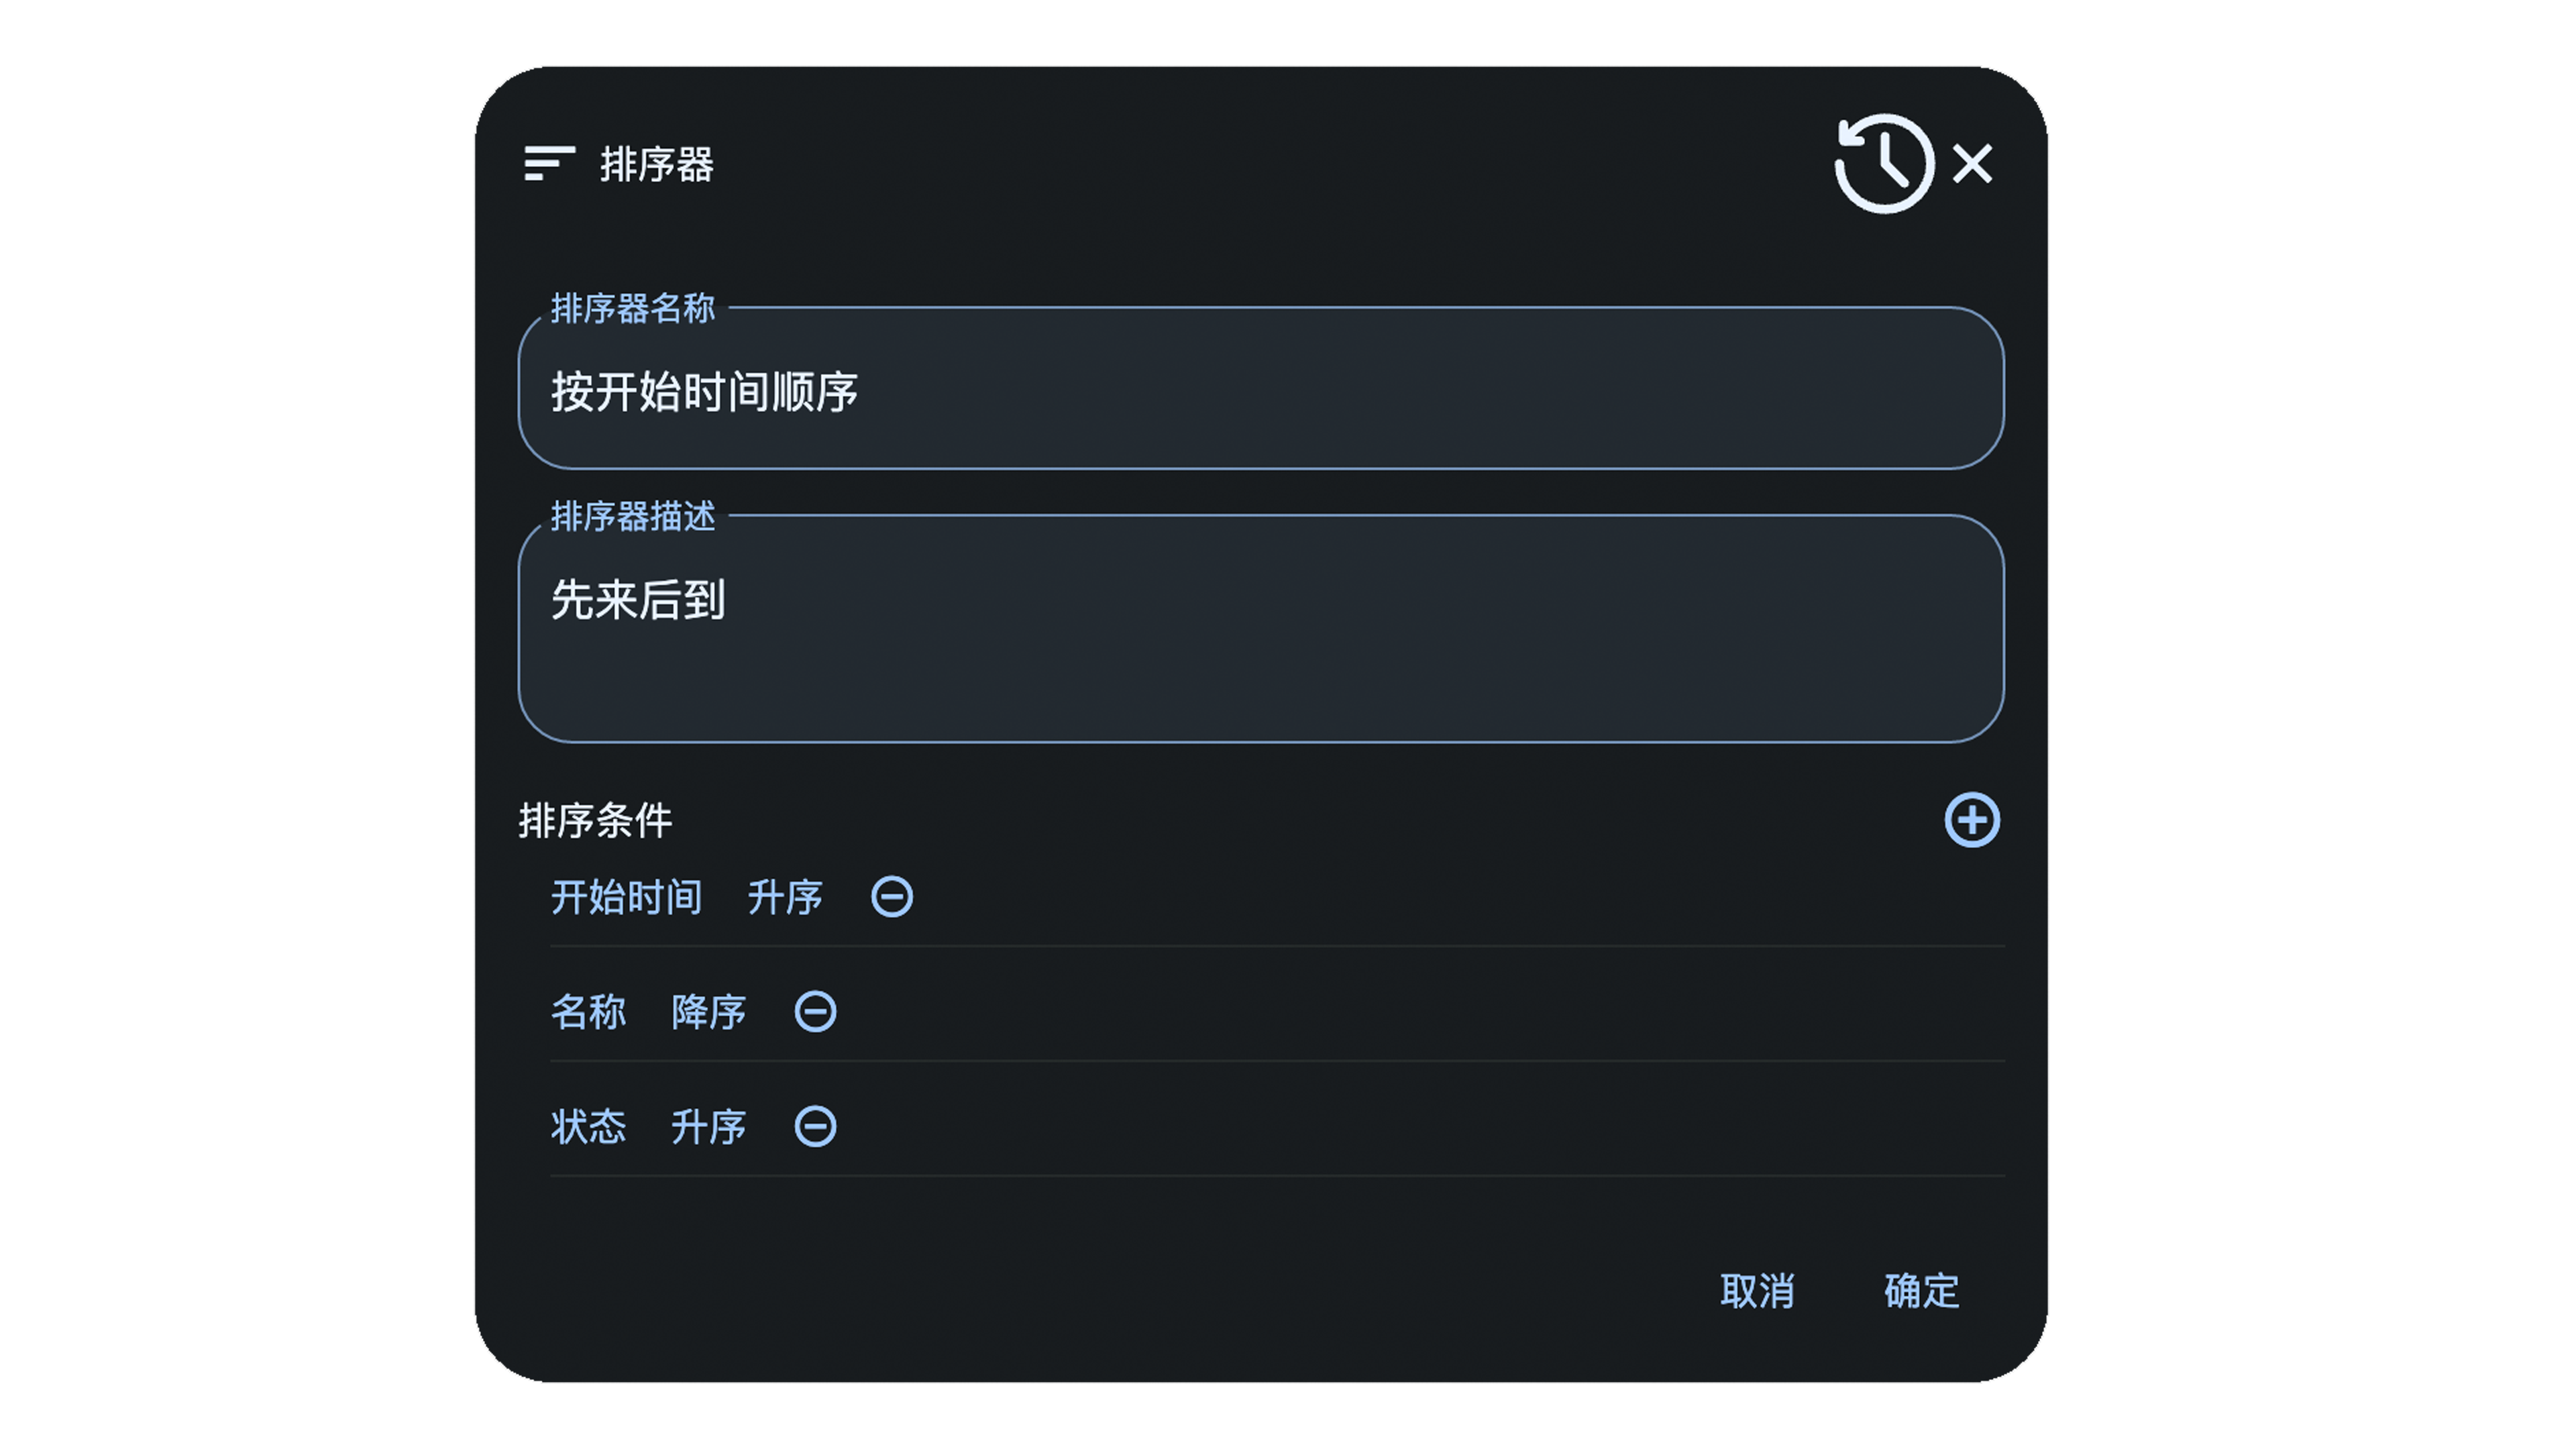 排序器
排序器名称
按开始时间顺序
排序器描述
先来后到
排序条件
开始时间 升序
名称 降序
状态 升序
取消 确定